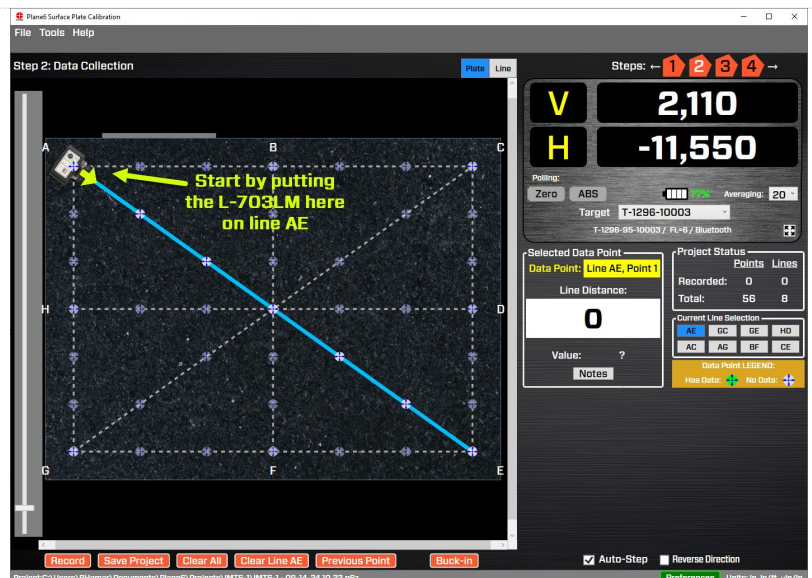 Plane6 Surface Plate Calibration
File Tools Help
Step 2: Data Collection
Plate Line
Steps: ← 1 2 3 4 →
V 2,110
H -11,550
Polling:
Zero ABS 77% Averaging: 20
Target T-1296-10003
T-1296-95-10003 / FL=6 / Bluetooth
A B C
Start by putting
the L-703LM here
on line AE
H D
G F E
Selected Data Point
Data Point: Line AE, Point 1
Line Distance:
0
Value: ?
Notes
Project Status
Points Lines
Recorded: 0 0
Total: 56 8
Current Line Selection
AE GC GE HD
AC AG BF CE
Data Point LEGEND:
Has Data: No Data:
Record Save Project Clear All Clear Line AE Previous Point Buck-in
Auto-Step Reverse Direction
Preferences